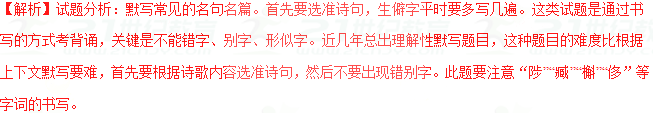 【解析】试题分析：默写常见的名句名篇。首先要选准诗句，生僻字平时要多写几遍。这类试题是通过书
写的方式考背诵，关键是不能错字、别字、形似字。近几年总出理解性默写题目，这种题目的难度比根据
上下文默写要难，首先要根据诗歌内容选准诗句，然后不要出现错别字。此题要注意“陟”“臧”“槲”“侈”等
字词的书写。